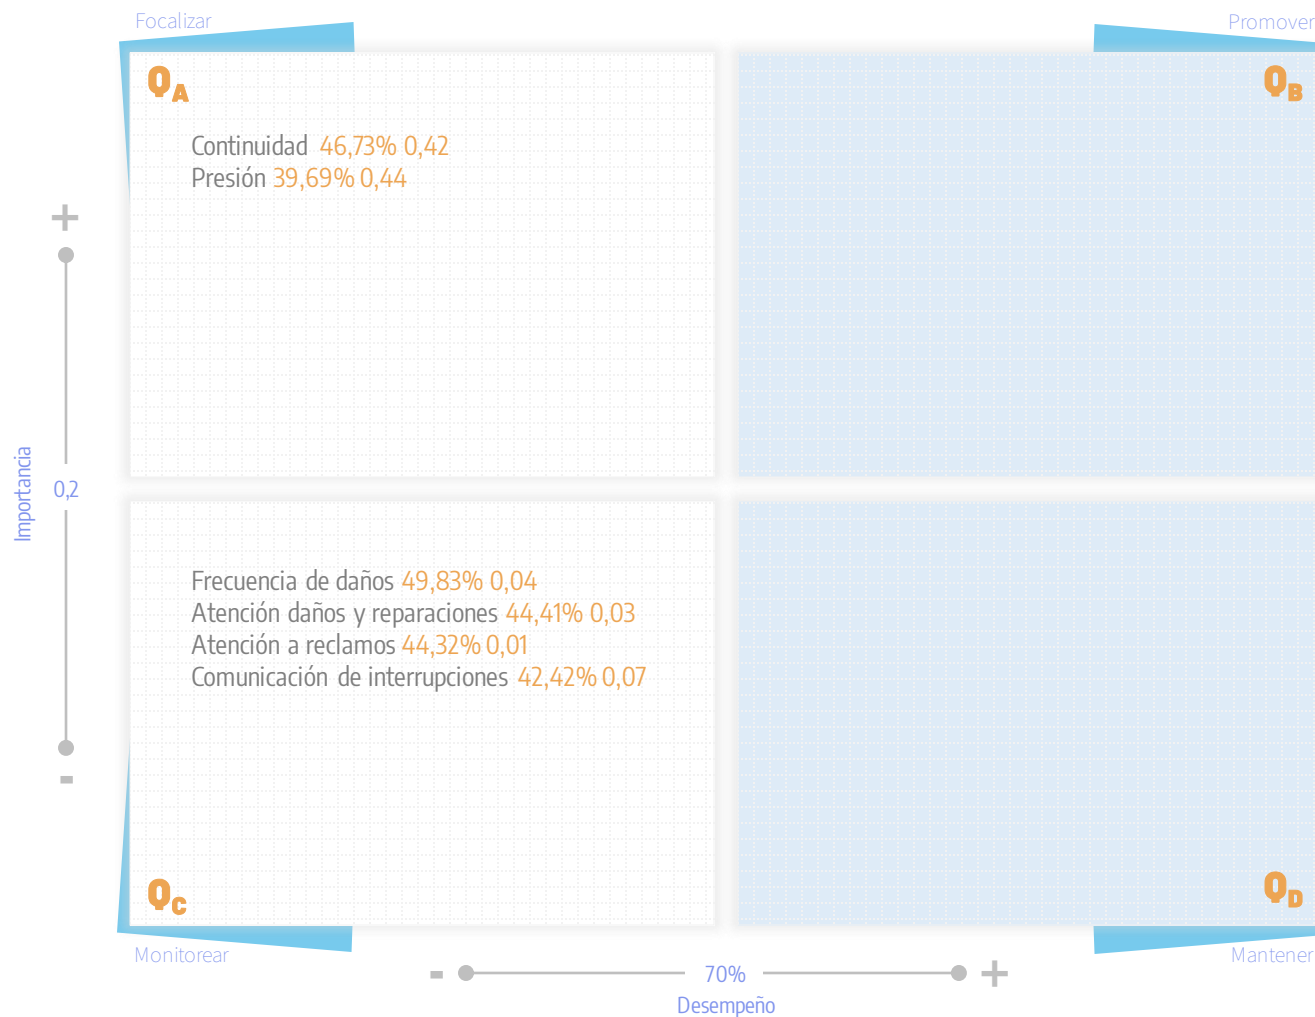 Focalizar
Promover
QA
QB
Continuidad 46,73% 0,42
Presión 39,69% 0,44
+
Importancia
0,2
Frecuencia de daños 49,83% 0,04
Atención daños y reparaciones 44,41% 0,03
Atención a reclamos 44,32% 0,01
Comunicación de interrupciones 42,42% 0,07
-
QC
QD
Monitorear
Mantener
- 70% +
Desempeño